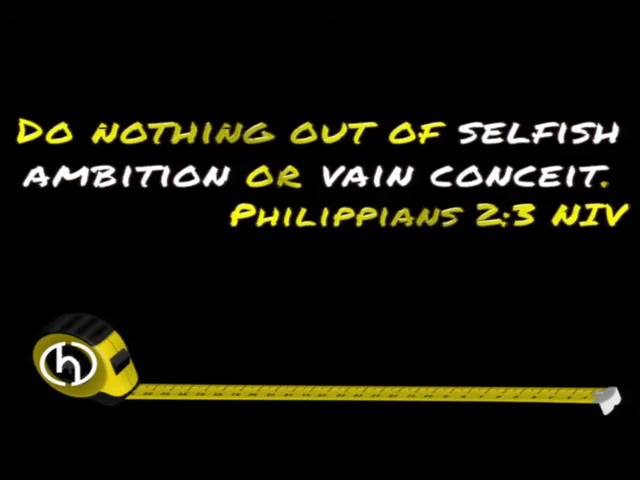 Do nothing out of selfish
ambition or vain conceit.
Philippians 2:3 NIV
h